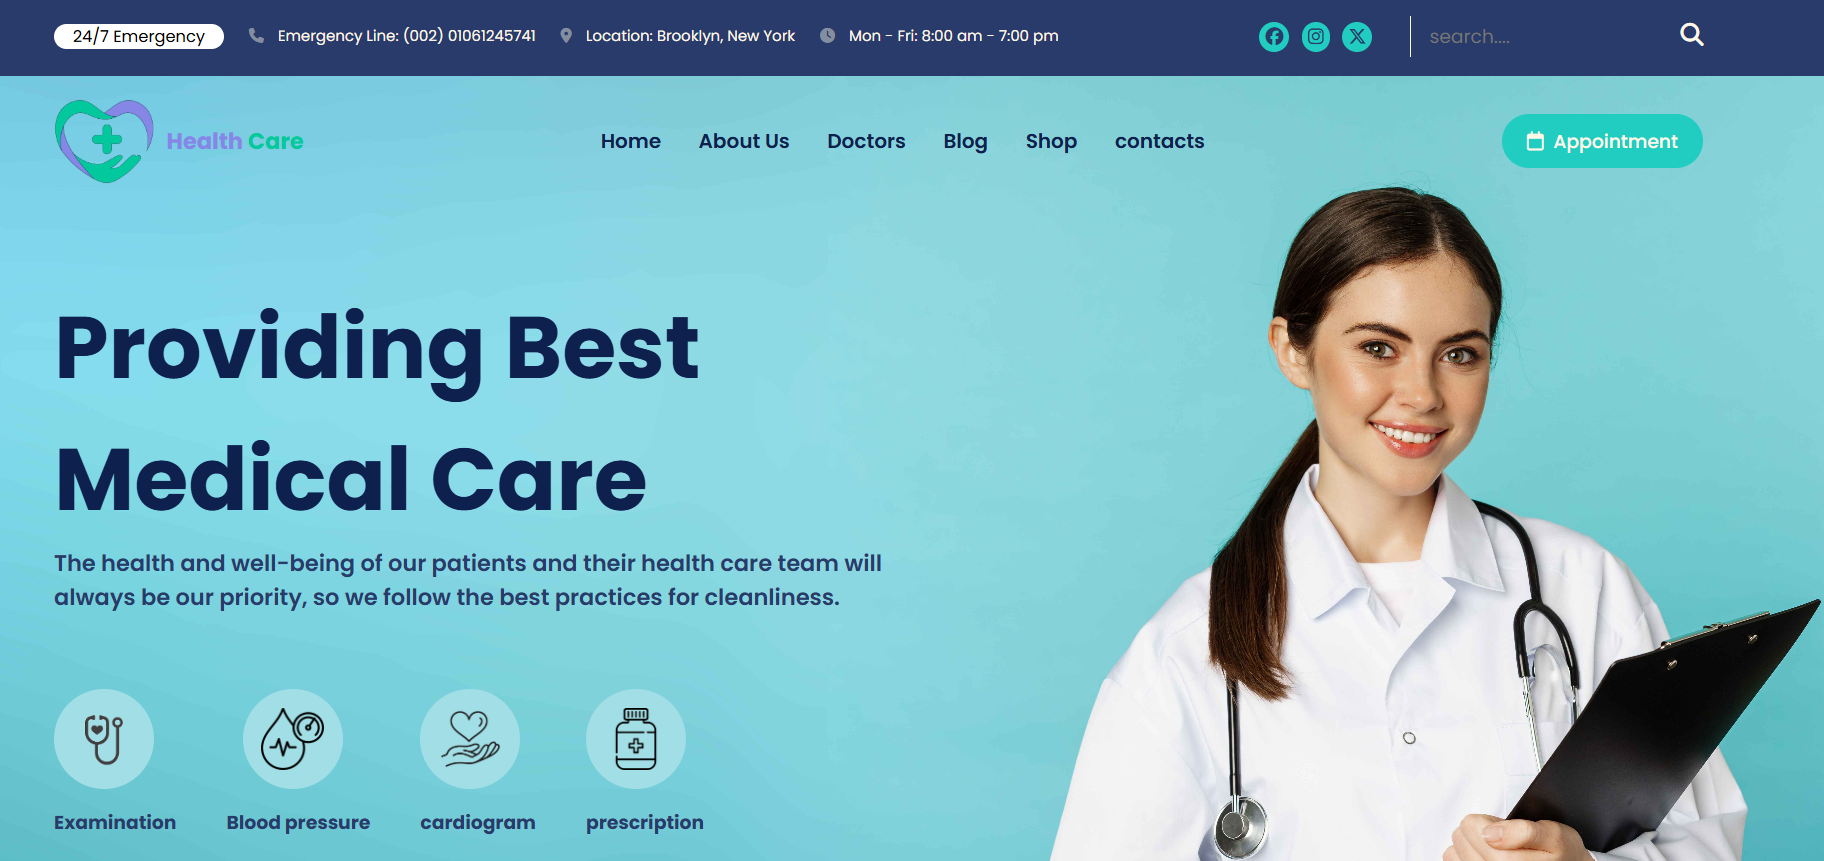 24/7 Emergency
Emergency Line: (002) 01061245741
Location: Brooklyn, New York
Mon - Fri: 8:00 am - 7:00 pm
search....
Health Care
Home
About Us
Doctors
Blog
Shop
contacts
Appointment
Providing Best
Medical Care
The health and well-being of our patients and their health care team will
always be our priority, so we follow the best practices for cleanliness.
Examination
Blood pressure
cardiogram
prescription